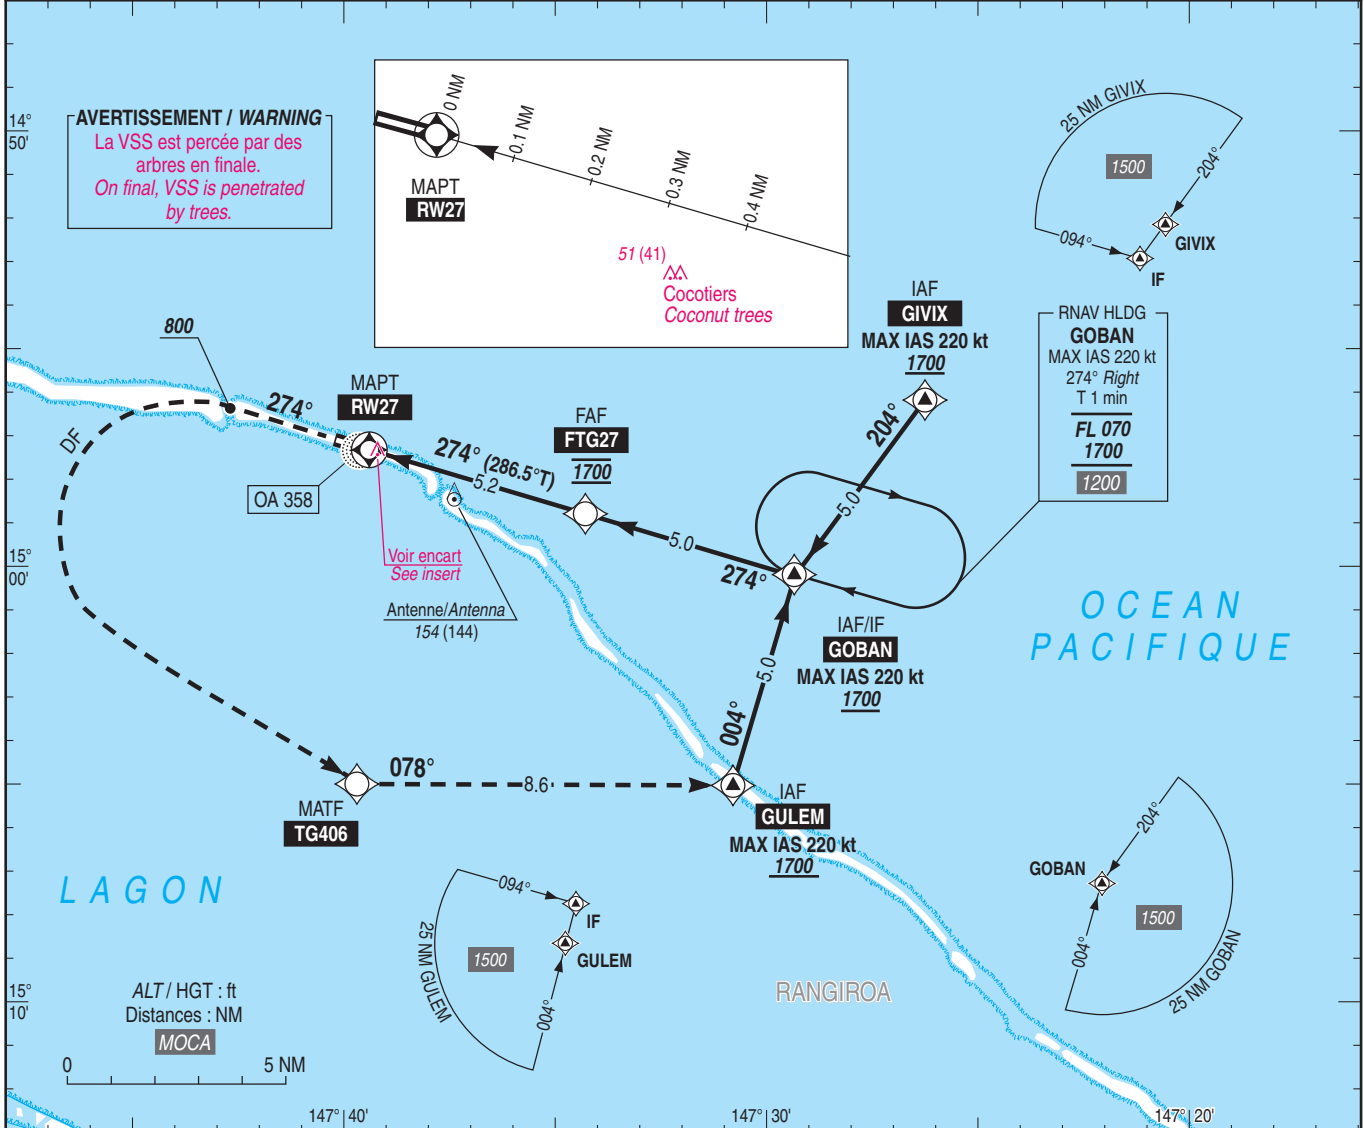 14°
50'
AVERTISSEMENT / WARNING
La VSS est percée par des
arbres en finale.
On final, VSS is penetrated
by trees.
0 NM
0.1 NM
0.2 NM
0.3 NM
0.4 NM
MAPT
RW27
51 (41)
Cocotiers
Coconut trees
25 NM GIVIX
1500
204°
094°
GIVIX
IF
IAF
GIVIX
MAX IAS 220 kt
1700
RNAV HLDG
GOBAN
MAX IAS 220 kt
274° Right
T 1 min
FL 070
1700
1200
800
MAPT
RW27
274°
DF
OA 358
FAF
FTG27
1700
274° (286.5°T)
5.2
204°
5.0
5.0
274°
Voir encart
See insert
Antenne/Antenna
154 (144)
15°
00'
IAF/IF
GOBAN
MAX IAS 220 kt
1700
OCEAN
PACIFIQUE
5.0
004°
078°
8.6
MATF
TG406
IAF
GULEM
MAX IAS 220 kt
1700
LAGON
094°
IF
GULEM
1500
25 NM GULEM
004°
204°
GOBAN
1500
004°
25 NM GOBAN
RANGIROA
15°
10'
ALT / HGT : ft
Distances : NM
MOCA
0
5 NM
147° 40'
147° 30'
147° 20'